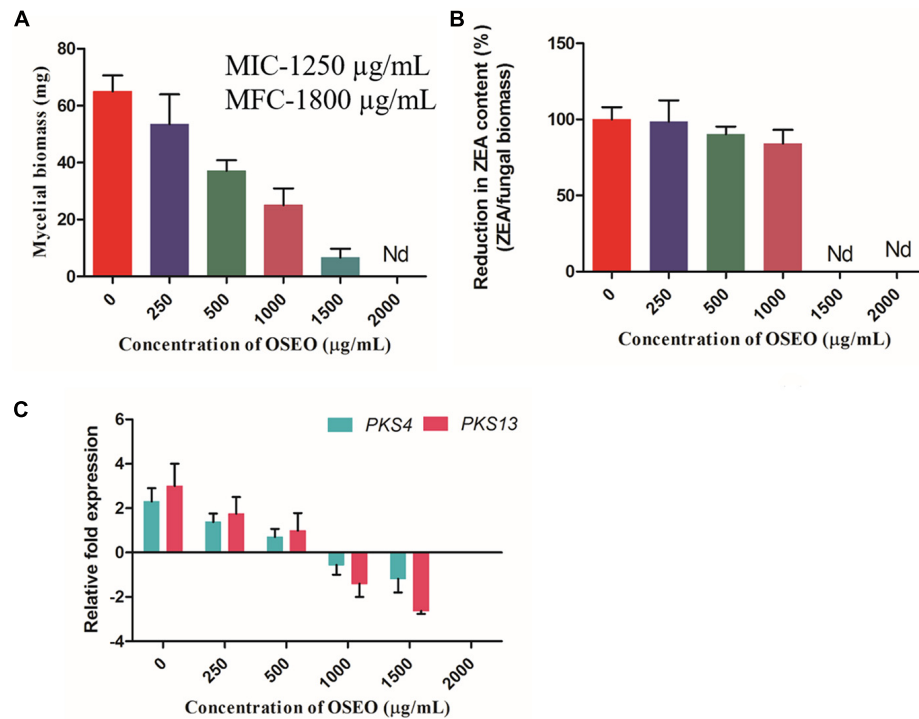 A
Mycelial biomass (mg)
80
60
40
20
0
MIC-1250 µg/mL
MFC-1800 µg/mL
Nd
0 250 500 1000 1500 2000
Concentration of OSEO (µg/mL)
B
Reduction in ZEA content (%)
(ZEA/fungal biomass)
150
100
50
0
Nd Nd
0 250 500 1000 1500 2000
Concentration of OSEO (µg/mL)
C
Relative fold expression
6
4
2
0
-2
-4
PKS4 PKS13
0 250 500 1000 1500 2000
Concentration of OSEO (µg/mL)